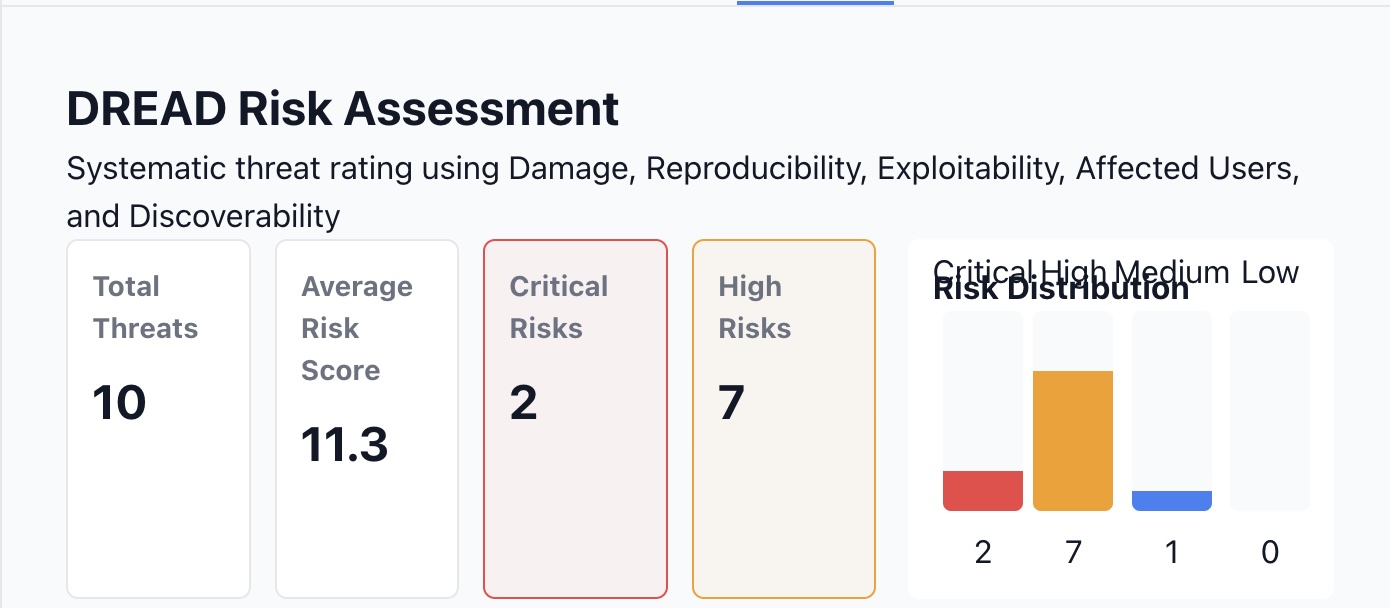 DREAD Risk Assessment
Systematic threat rating using Damage, Reproducibility, Exploitability, Affected Users,
and Discoverability
Total
Threats
10
Average
Risk
Score
11.3
Critical
Risks
2
High
Risks
7
Risk Distribution
Critical High Medium Low
2 7 1 0